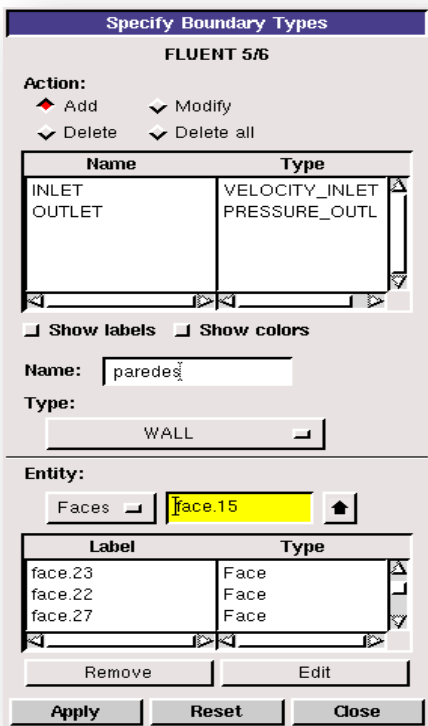 Specify Boundary Types
FLUENT 5/6
Action:
Add Modify
Delete Delete all
Name Type
INLET VELOCITY_INLET
OUTLET PRESSURE_OUTL
Show labels Show colors
Name: paredes
Type:
WALL
Entity:
Faces face.15
Label Type
face.23 Face
face.22 Face
face.27 Face
Remove Edit
Apply Reset Close